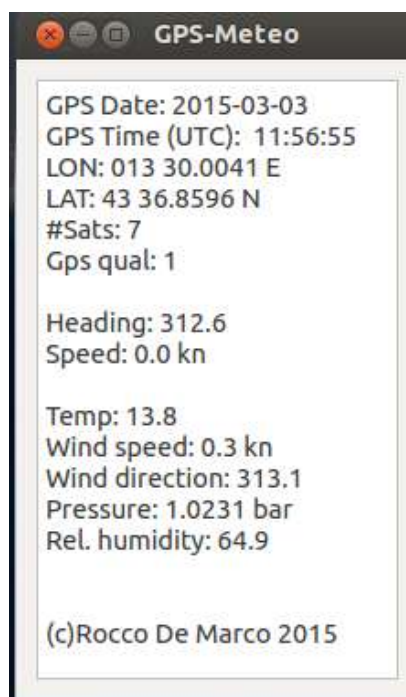 GPS-Meteo
GPS Date: 2015-03-03
GPS Time (UTC):  11:56:55
LON: 013 30.0041 E
LAT: 43 36.8596 N
#Sats: 7
Gps qual: 1
Heading: 312.6
Speed: 0.0 kn
Temp: 13.8
Wind speed: 0.3 kn
Wind direction: 313.1
Pressure: 1.0231 bar
Rel. humidity: 64.9
(c)Rocco De Marco 2015